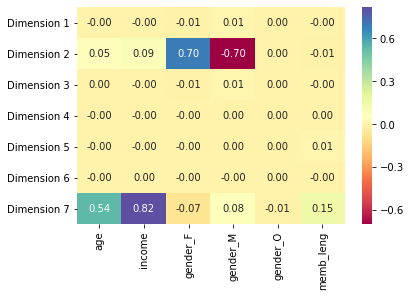 Dimension 1 -0.00 -0.00 -0.01 0.01 0.00 -0.00
Dimension 2 0.05 0.09 0.70 -0.70 0.00 -0.01
Dimension 3 0.00 -0.00 -0.01 0.01 0.00 -0.00
Dimension 4 -0.00 -0.00 -0.00 0.00 0.00 0.00
Dimension 5 -0.00 -0.00 -0.00 0.00 0.00 0.01
Dimension 6 -0.00 0.00 -0.00 -0.00 0.00 -0.00
Dimension 7 0.54 0.82 -0.07 0.08 -0.01 0.15
age income gender_F gender_M gender_O memb_leng
0.6
0.3
0.0
-0.3
-0.6